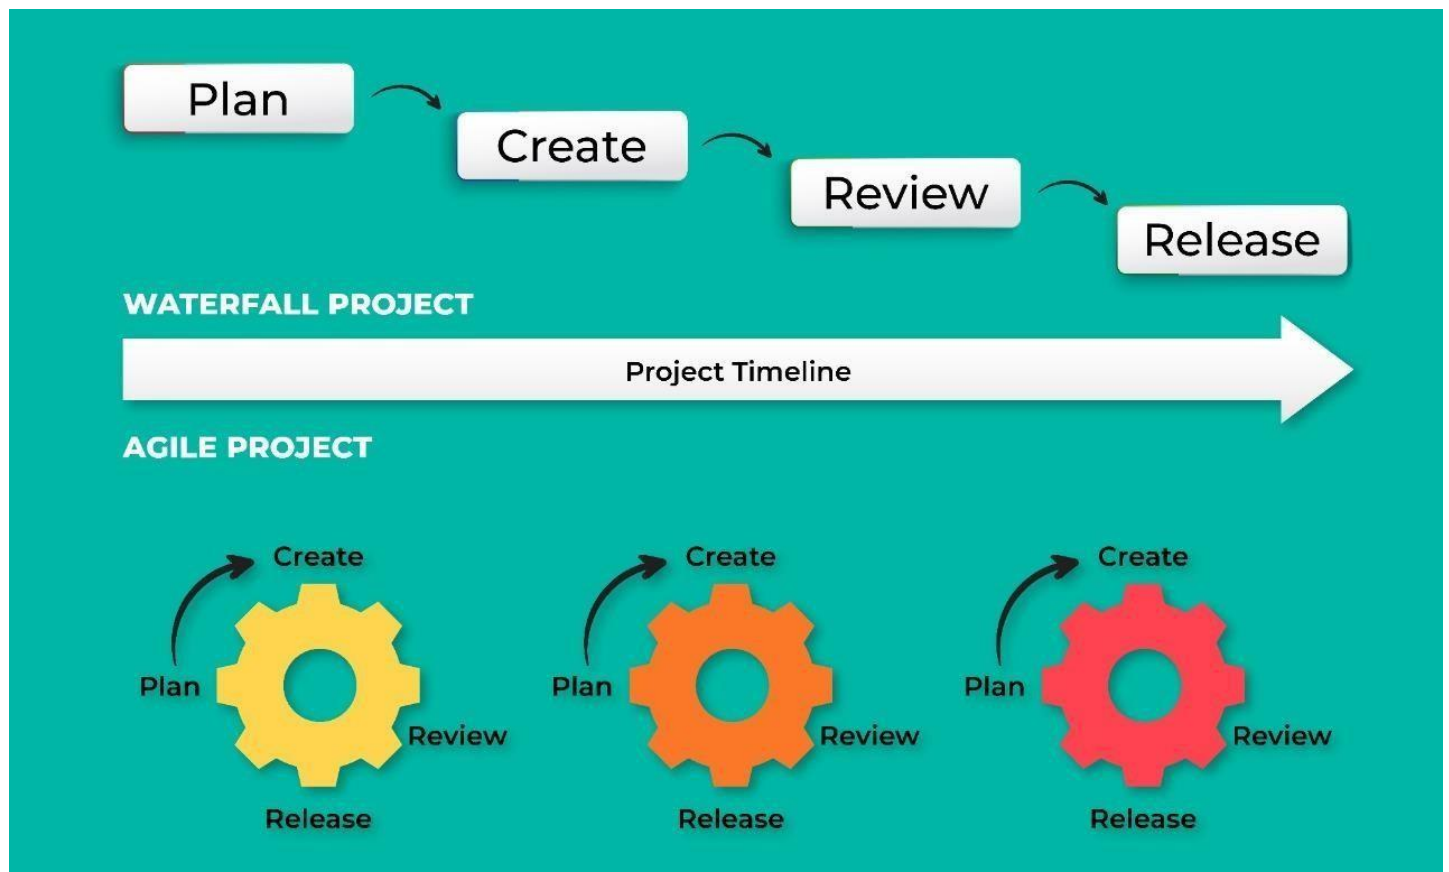 Plan
Create
Review
Release
WATERFALL PROJECT
Project Timeline
AGILE PROJECT
Create
Plan
Review
Release
Create
Plan
Review
Release
Create
Plan
Review
Release